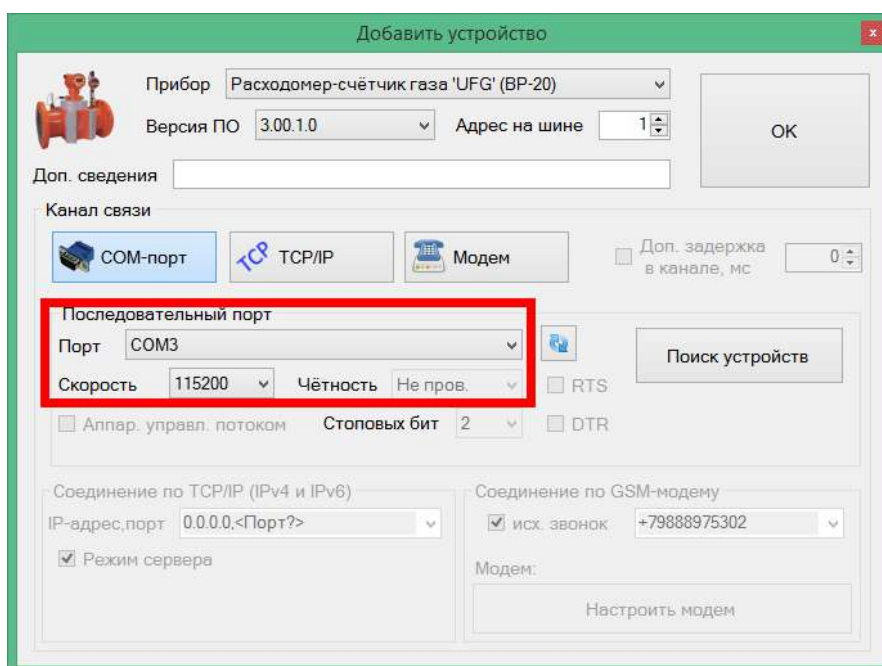 Добавить устройство
x
Прибор Расходомер-счётчик газа 'UFG' (ВР-20)
Версия ПО 3.00.1.0 Адрес на шине 1
OK
Доп. сведения
Канал связи
COM-порт TCP TCP/IP Модем
Доп. задержка
в канале, мс 0
Последовательный порт
Порт COM3
Поиск устройств
Скорость 115200 Чётность Не пров. RTS
Аппар. управл. потоком Стоповых бит 2 DTR
Соединение по TCP/IP (IPv4 и IPv6)
IP-адрес,порт 0.0.0.0,<Порт?>
Режим сервера
Соединение по GSM-модему
исх. звонок +79888975302
Модем:
Настроить модем